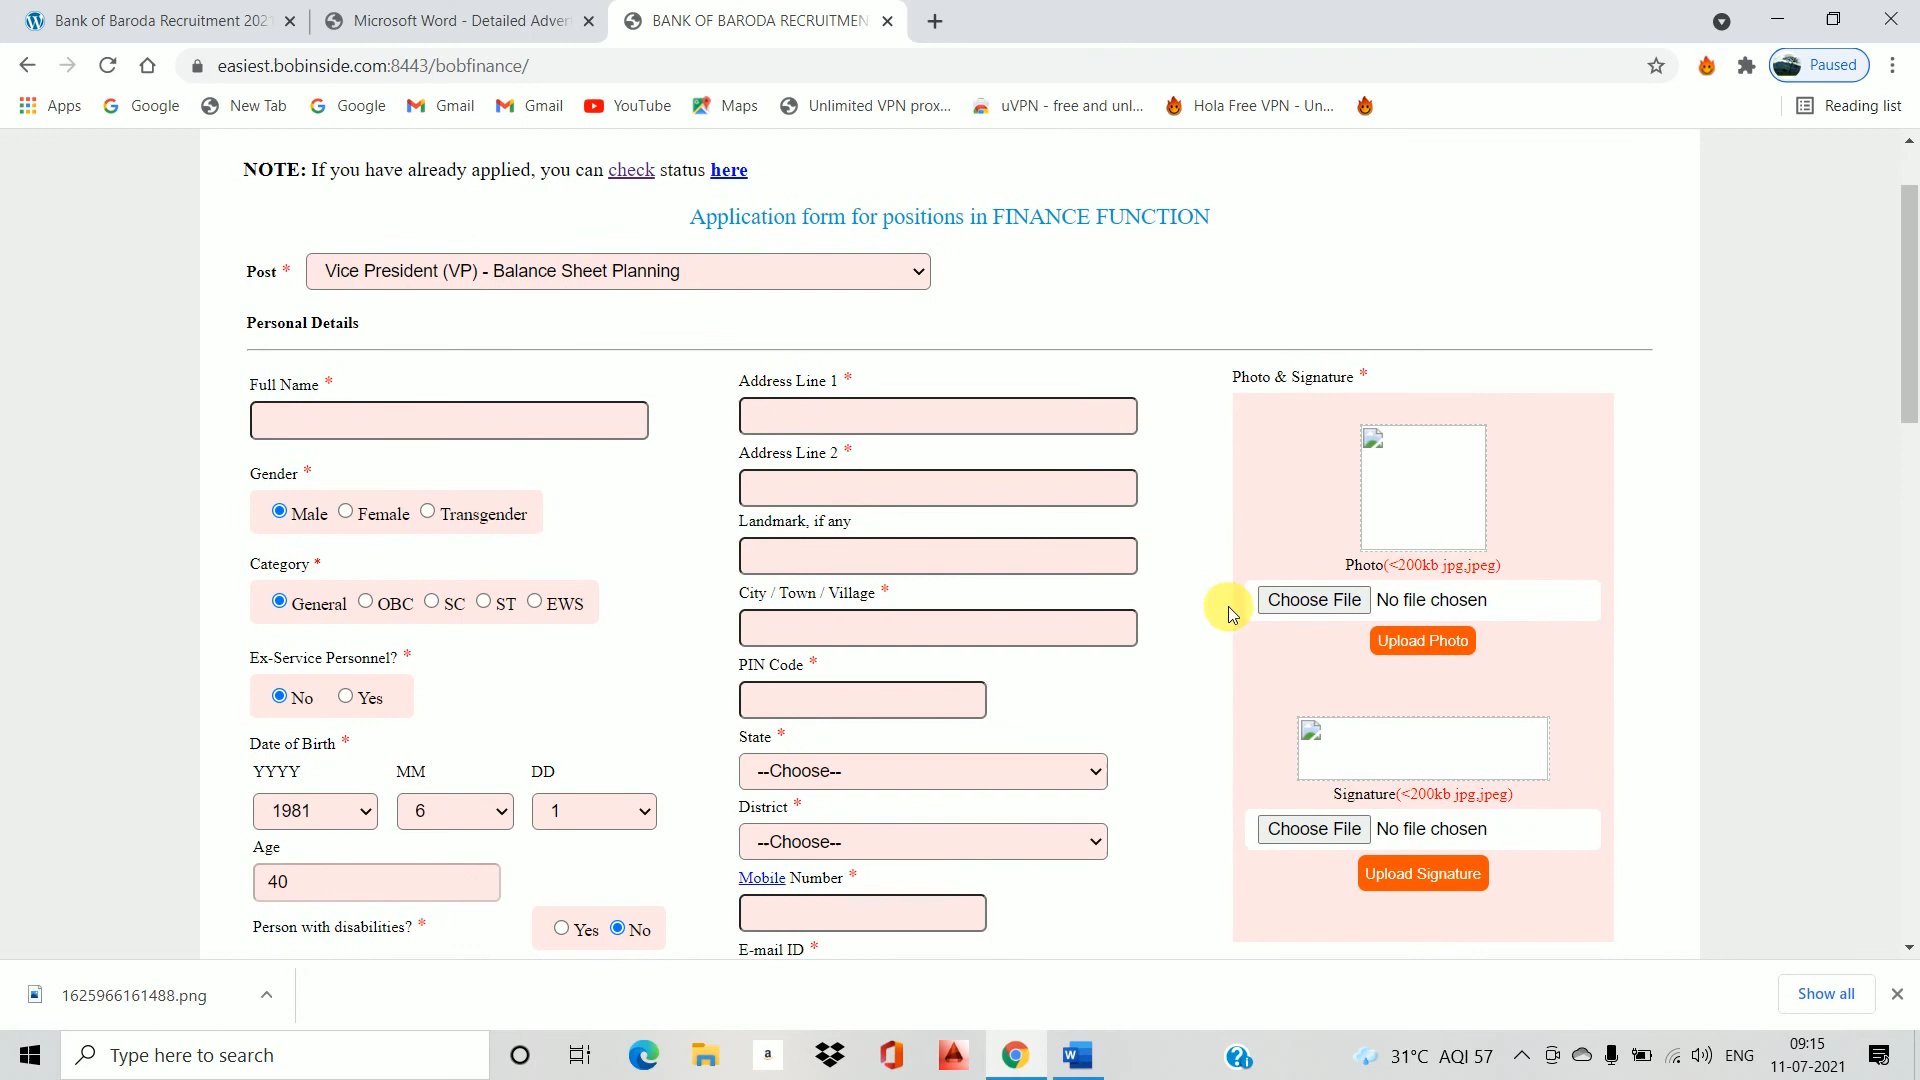 Bank of Baroda Recruitment 202
Microsoft Word - Detailed Adver
BANK OF BARODA RECRUITMEN
easiest.bobinside.com:8443/bobfinance/
Paused
Apps
Google
New Tab
Google
Gmail
Gmail
YouTube
Maps
Unlimited VPN prox...
uVPN - free and unl...
Hola Free VPN - Un...
Reading list
NOTE: If you have already applied, you can check status here
Application form for positions in FINANCE FUNCTION
Post *
Vice President (VP) - Balance Sheet Planning
Personal Details
Full Name *
Gender *
Male Female Transgender
Category *
General OBC SC ST EWS
Ex-Service Personnel? *
No Yes
Date of Birth *
YYYY MM DD
1981 6 1
Age
40
Person with disabilities? *
Yes No
Address Line 1 *
Address Line 2 *
Landmark, if any
City / Town / Village *
PIN Code *
State *
--Choose--
District *
--Choose--
Mobile Number *
E-mail ID *
Photo & Signature *
Photo(<200kb jpg,jpeg)
Choose File No file chosen
Upload Photo
Signature(<200kb jpg,jpeg)
Choose File No file chosen
Upload Signature
1625966161488.png
Show all
Type here to search
a
W
31°C AQI 57
ENG
09:15
11-07-2021